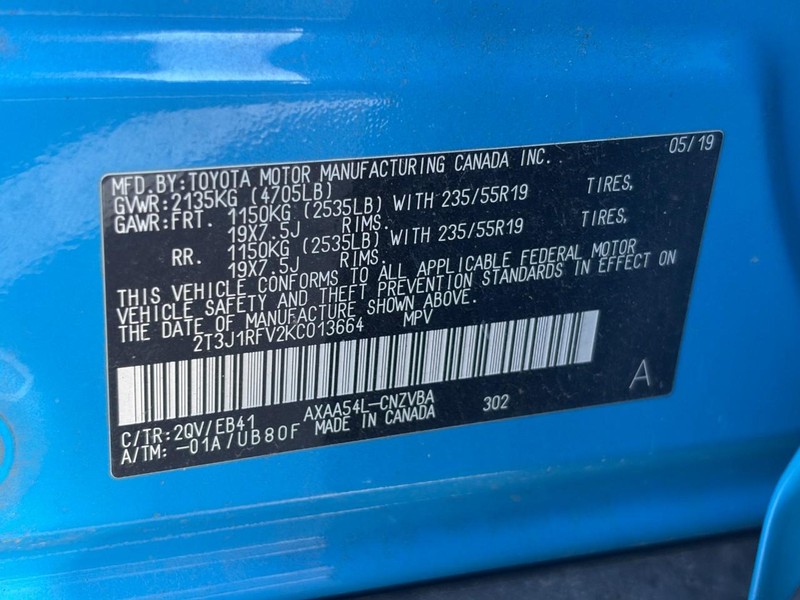 05/19
MFD.BY:TOYOTA MOTOR MANUFACTURING CANADA INC.
GVWR:2135KG (4705LB)
GAWR:FRT. 1150KG (2535LB) WITH 235/55R19 TIRES,
19X7.5J RIMS.
RR. 1150KG (2535LB) WITH 235/55R19 TIRES,
19X7.5J RIMS.
THIS VEHICLE CONFORMS TO ALL APPLICABLE FEDERAL MOTOR
VEHICLE SAFETY AND THEFT PREVENTION STANDARDS IN EFFECT ON
THE DATE OF MANUFACTURE SHOWN ABOVE.
2T3J1RFV2KC013664 MPV
C/TR:2QV/EB41 AXAA54L-CNZVBA 302 A
A/TM: -01A/UB80F MADE IN CANADA